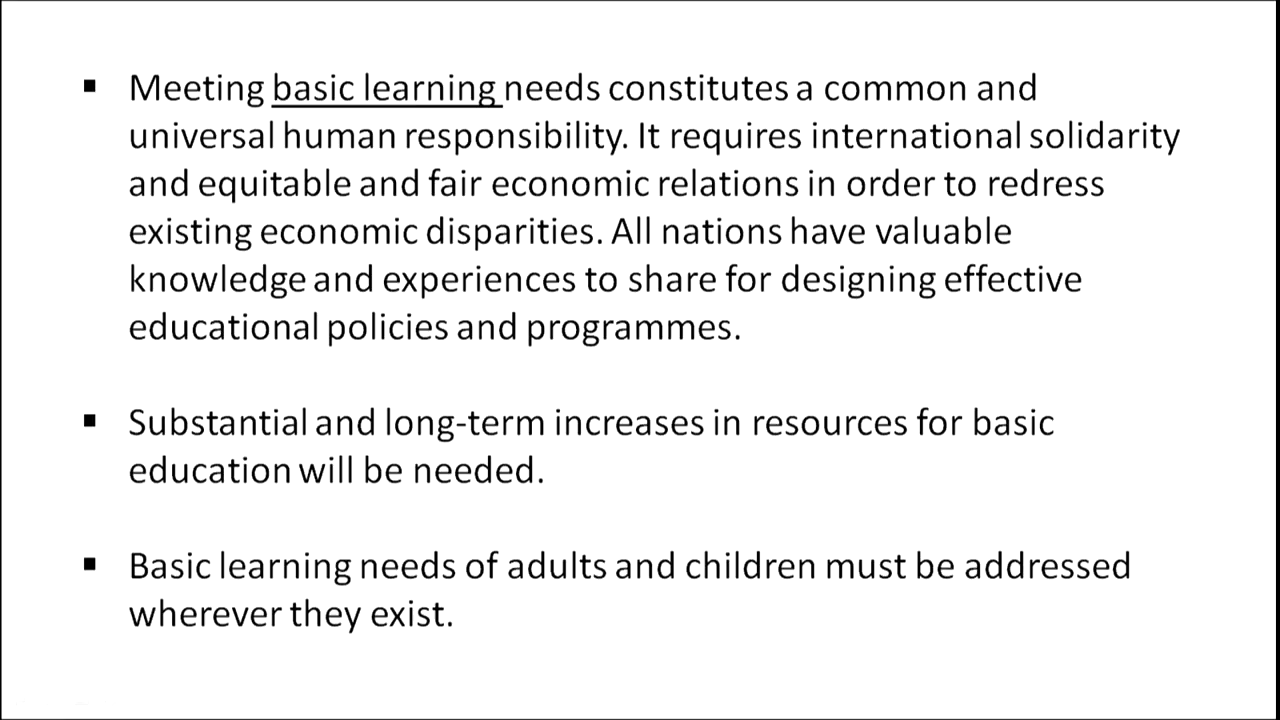 ▪ Meeting basic learning needs constitutes a common and
universal human responsibility. It requires international solidarity
and equitable and fair economic relations in order to redress
existing economic disparities. All nations have valuable
knowledge and experiences to share for designing effective
educational policies and programmes.
▪ Substantial and long-term increases in resources for basic
education will be needed.
▪ Basic learning needs of adults and children must be addressed
wherever they exist.